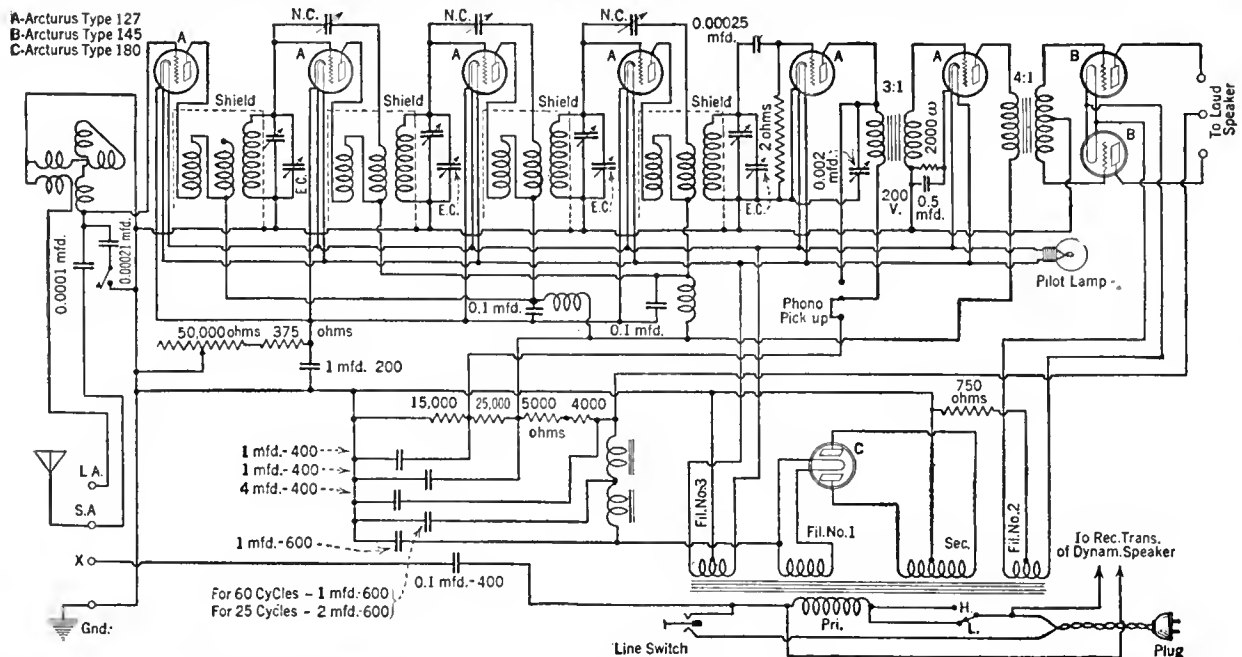 A-Arcturus Type 127
B-Arcturus Type 145
C-Arcturus Type 180
N.C.
N.C.
N.C.
0.00025
mfd.
A
A
A
A
A
A
B
B
Shield
Shield
Shield
Shield
E.C.
E.C.
E.C.
E.C.
2 ohms
0.002
mfd.
3:1
2000 ω
200
V.
0.5
mfd.
4:1
To Loud
Speaker
0.0001 mfd.
0.00021 mfd.
Pilot Lamp
0.1 mfd.
0.1 mfd.
Phono
Pick up
50,000 ohms 375 ohms
1 mfd. 200
15,000 25,000 5000 4000
ohms
750
ohms
1 mfd.-400
1 mfd.-400
4 mfd.-400
1 mfd.-600
For 60 CyCles - 1 mfd.-600
For 25 Cycles - 2 mfd.-600
0.1 mfd.-400
C
Fil.No.3
Fil.No.1
Sec.
Fil.No.2
To Rec.Trans.
of Dynam.Speaker
L A.
S.A
X
Gnd.
Pri.
H.
L.
Line Switch
Plug